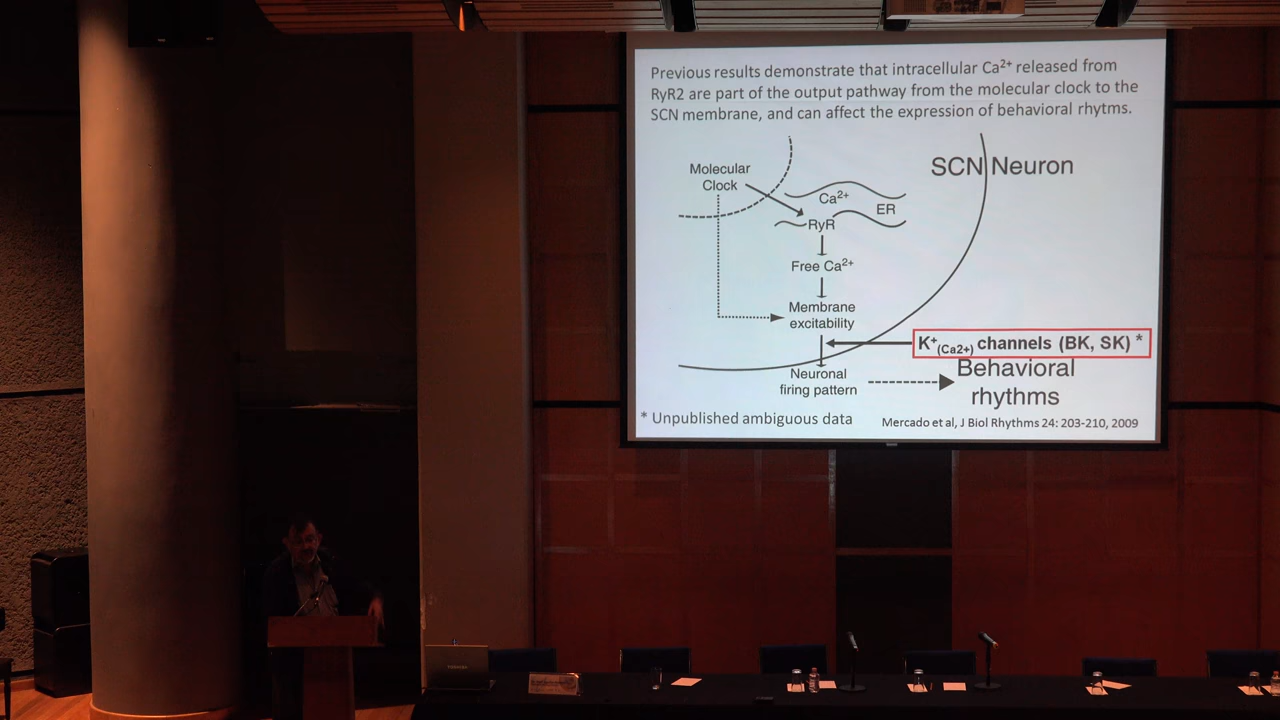 Previous results demonstrate that intracellular Ca²⁺ released from
RyR2 are part of the output pathway from the molecular clock to the
SCN membrane, and can affect the expression of behavioral rhytms.
SCN Neuron
Molecular
Clock
Ca²⁺
ER
RyR
Free Ca²⁺
Membrane
excitability
K⁺(Ca2+) channels (BK, SK) *
Neuronal
firing pattern
Behavioral
rhythms
* Unpublished ambiguous data
Mercado et al, J Biol Rhythms 24: 203-210, 2009
TOSHIBA